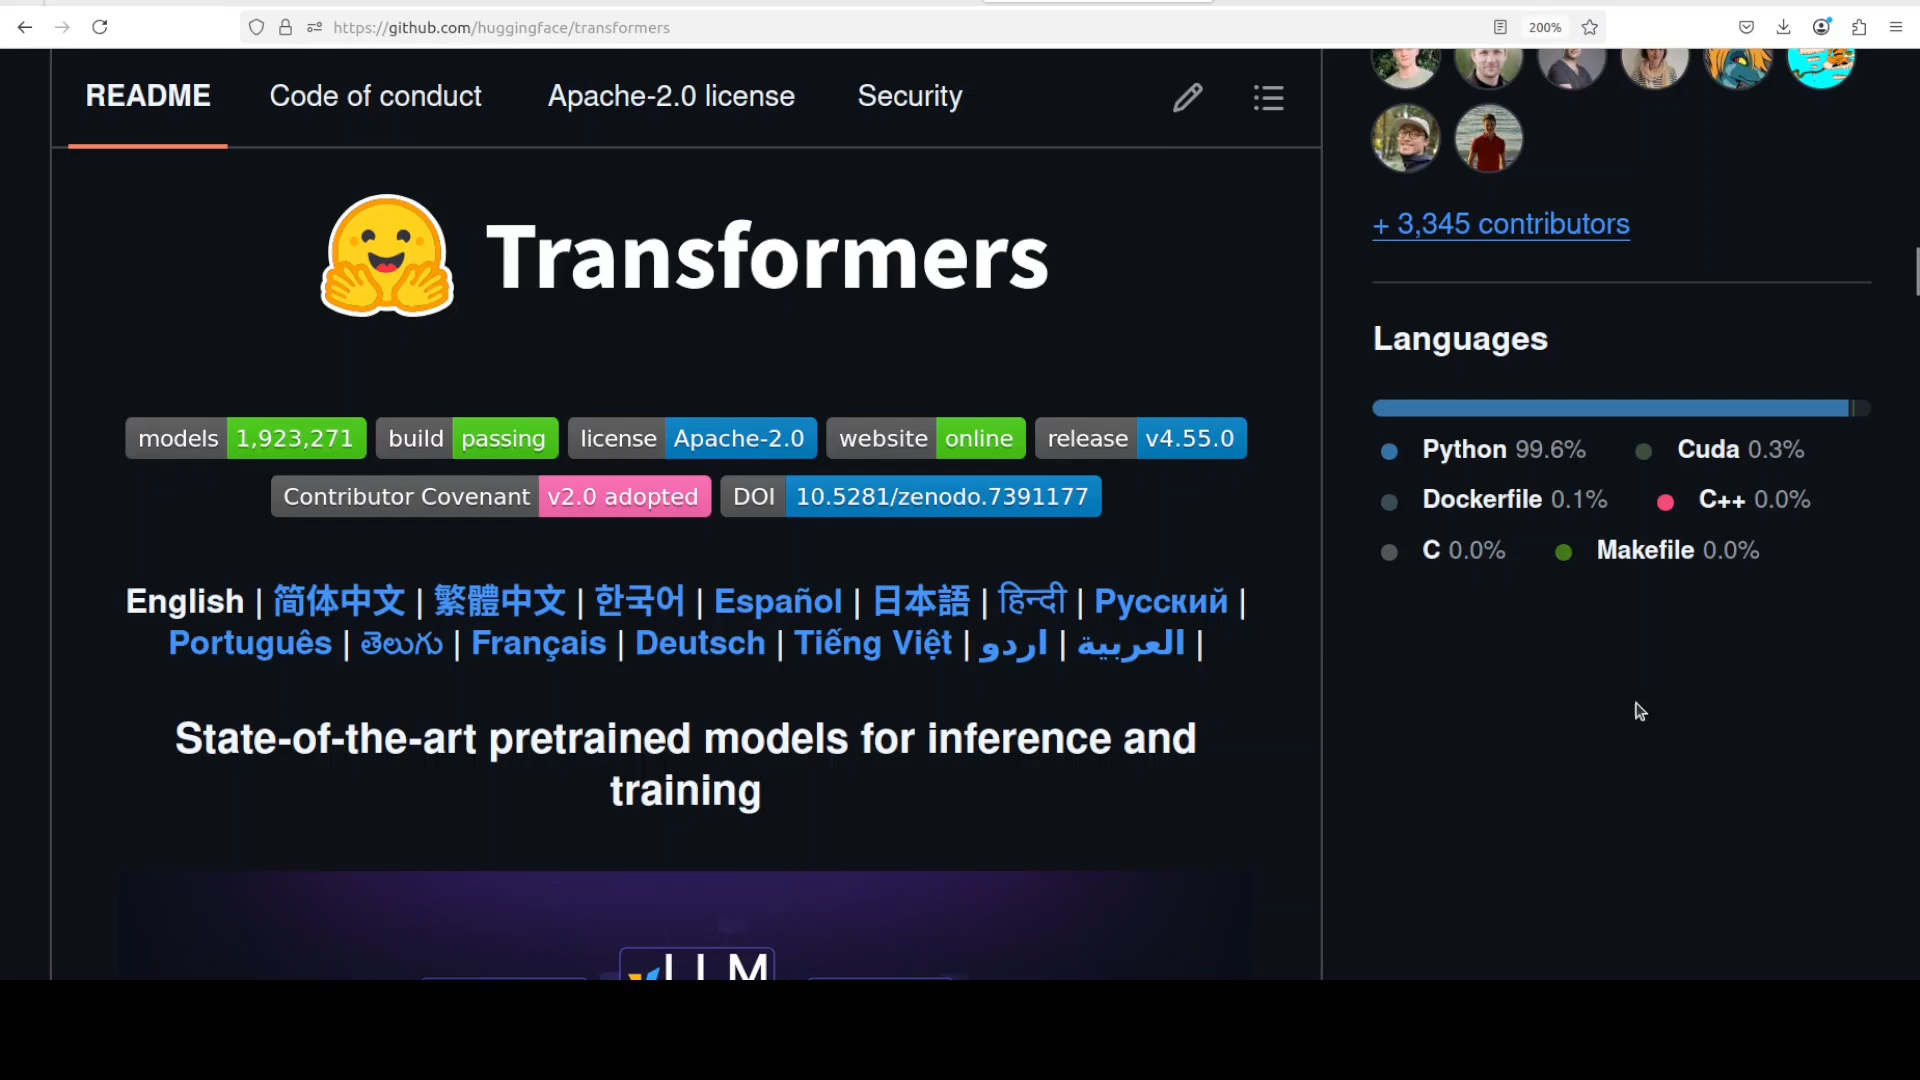 https://github.com/huggingface/transformers
200%
README Code of conduct Apache-2.0 license Security
Transformers
models 1,923,271 build passing license Apache-2.0 website online release v4.55.0
Contributor Covenant v2.0 adopted DOI 10.5281/zenodo.7391177
English | 简体中文 | 繁體中文 | 한국어 | Español | 日本語 | हिन्दी | Русский |
Português | తెలుగు | Français | Deutsch | Tiếng Việt | اردو | العربية |
State-of-the-art pretrained models for inference and
training
LLM
+ 3,345 contributors
Languages
Python 99.6% Cuda 0.3%
Dockerfile 0.1% C++ 0.0%
C 0.0% Makefile 0.0%